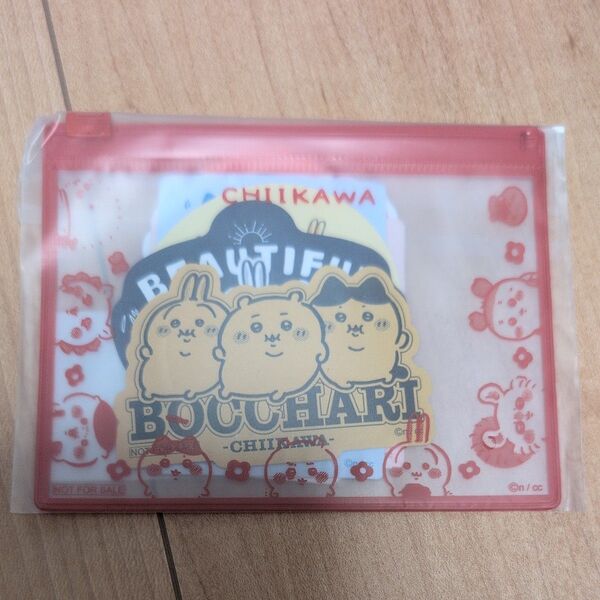 CHIIKAWA
BEAUTIFU
BOCCHARI
-CHIIKAWA-
NOT FOR SALE
©n / cc